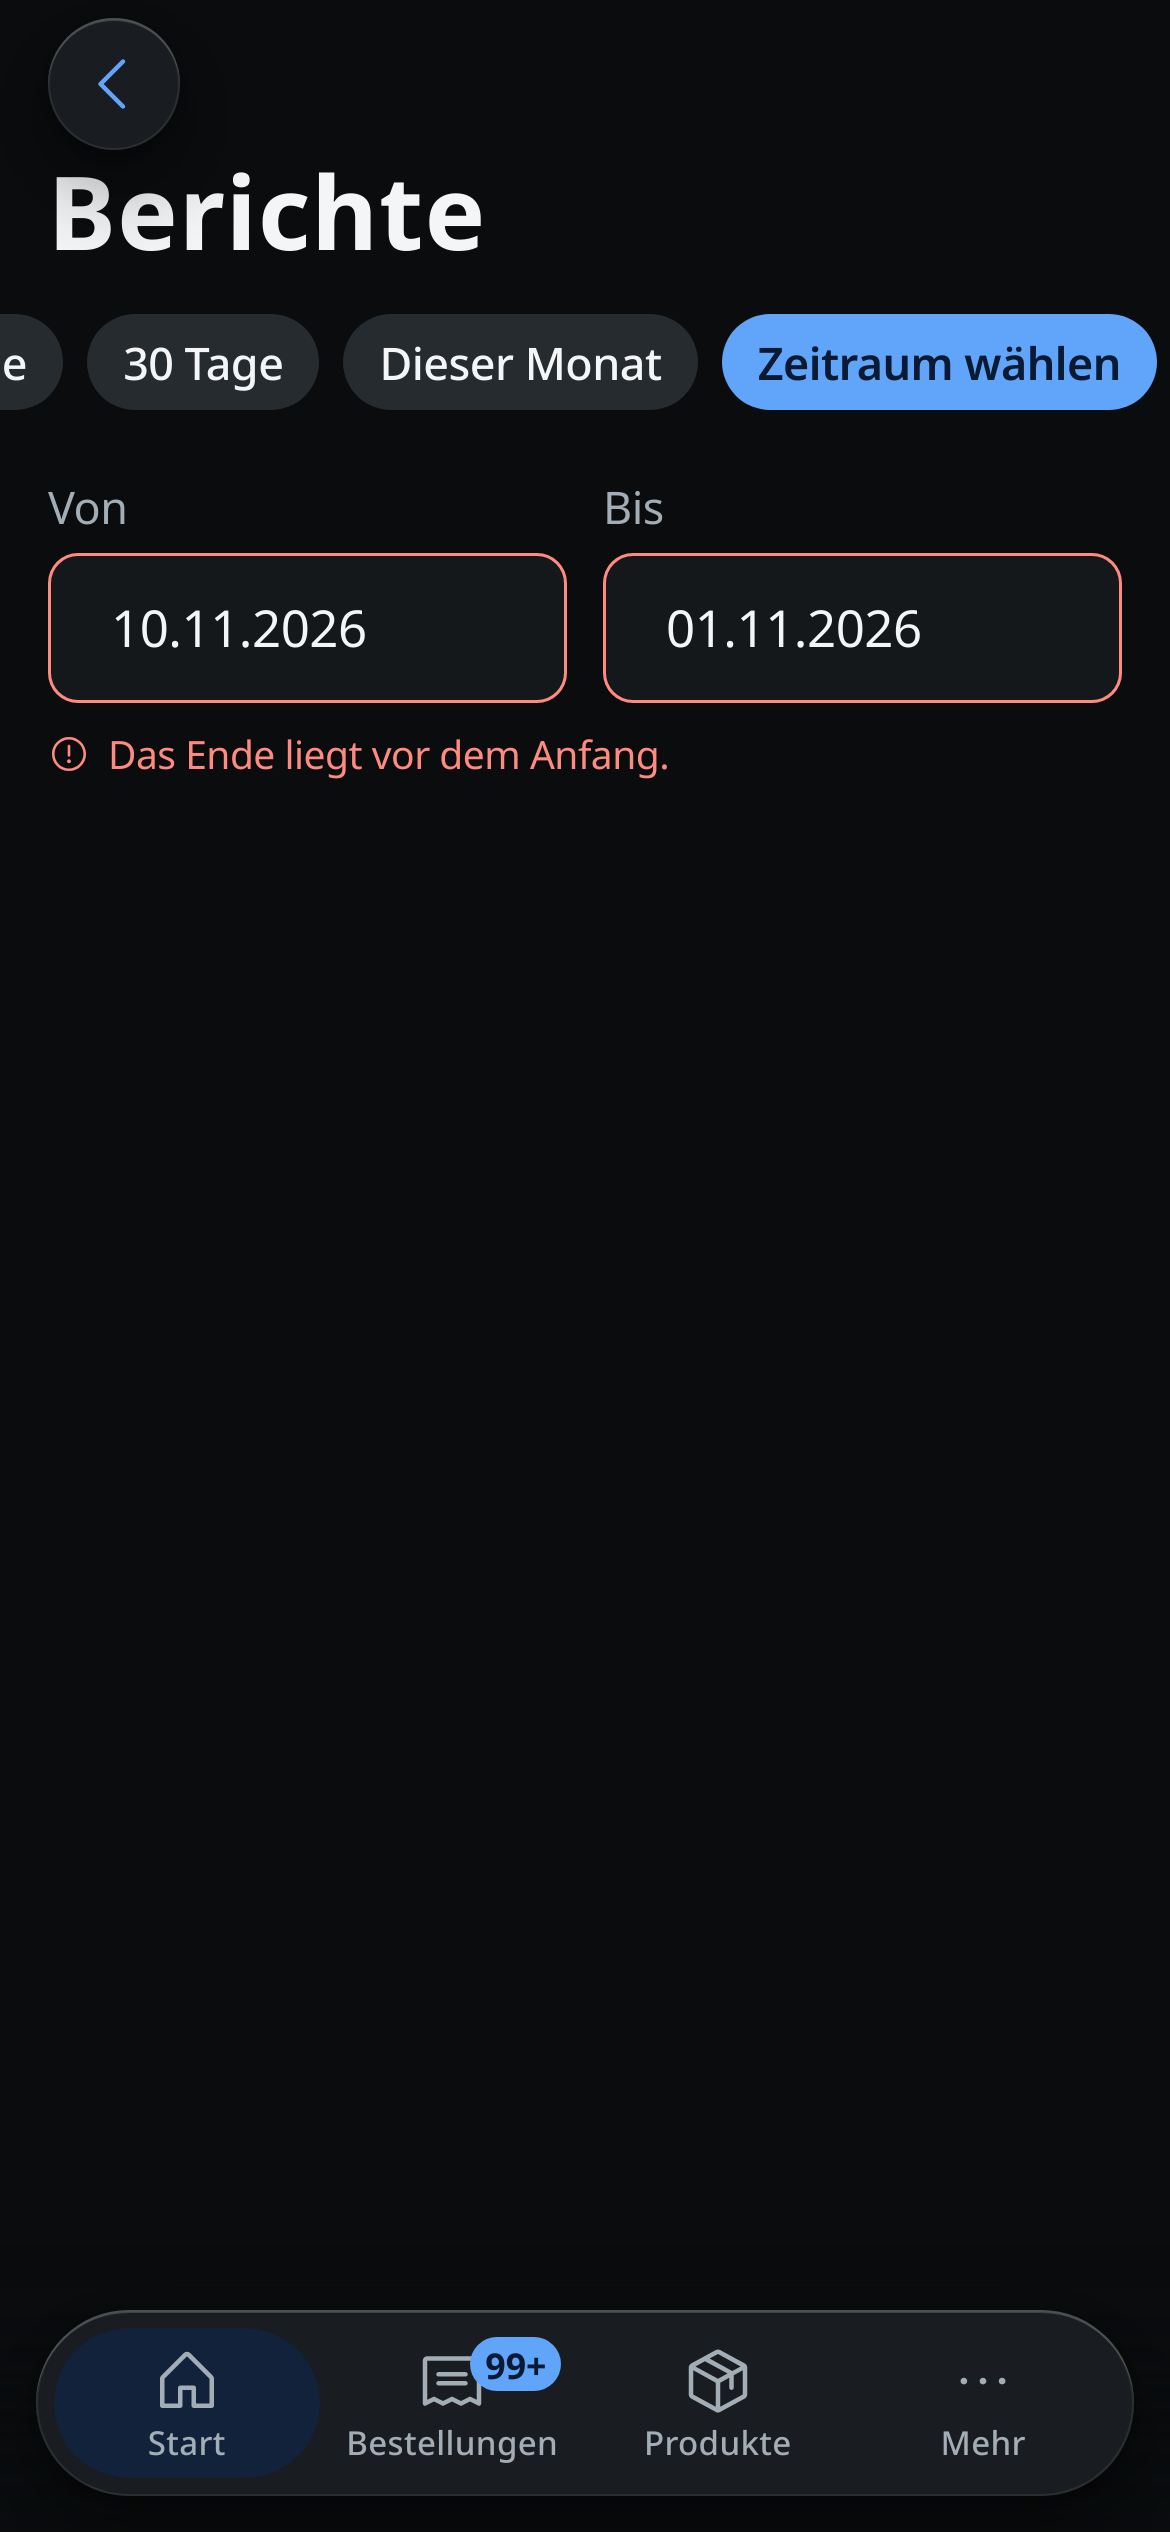 Berichte
e 30 Tage Dieser Monat Zeitraum wählen
Von Bis
10.11.2026 01.11.2026
Das Ende liegt vor dem Anfang.
99+
Start Bestellungen Produkte Mehr